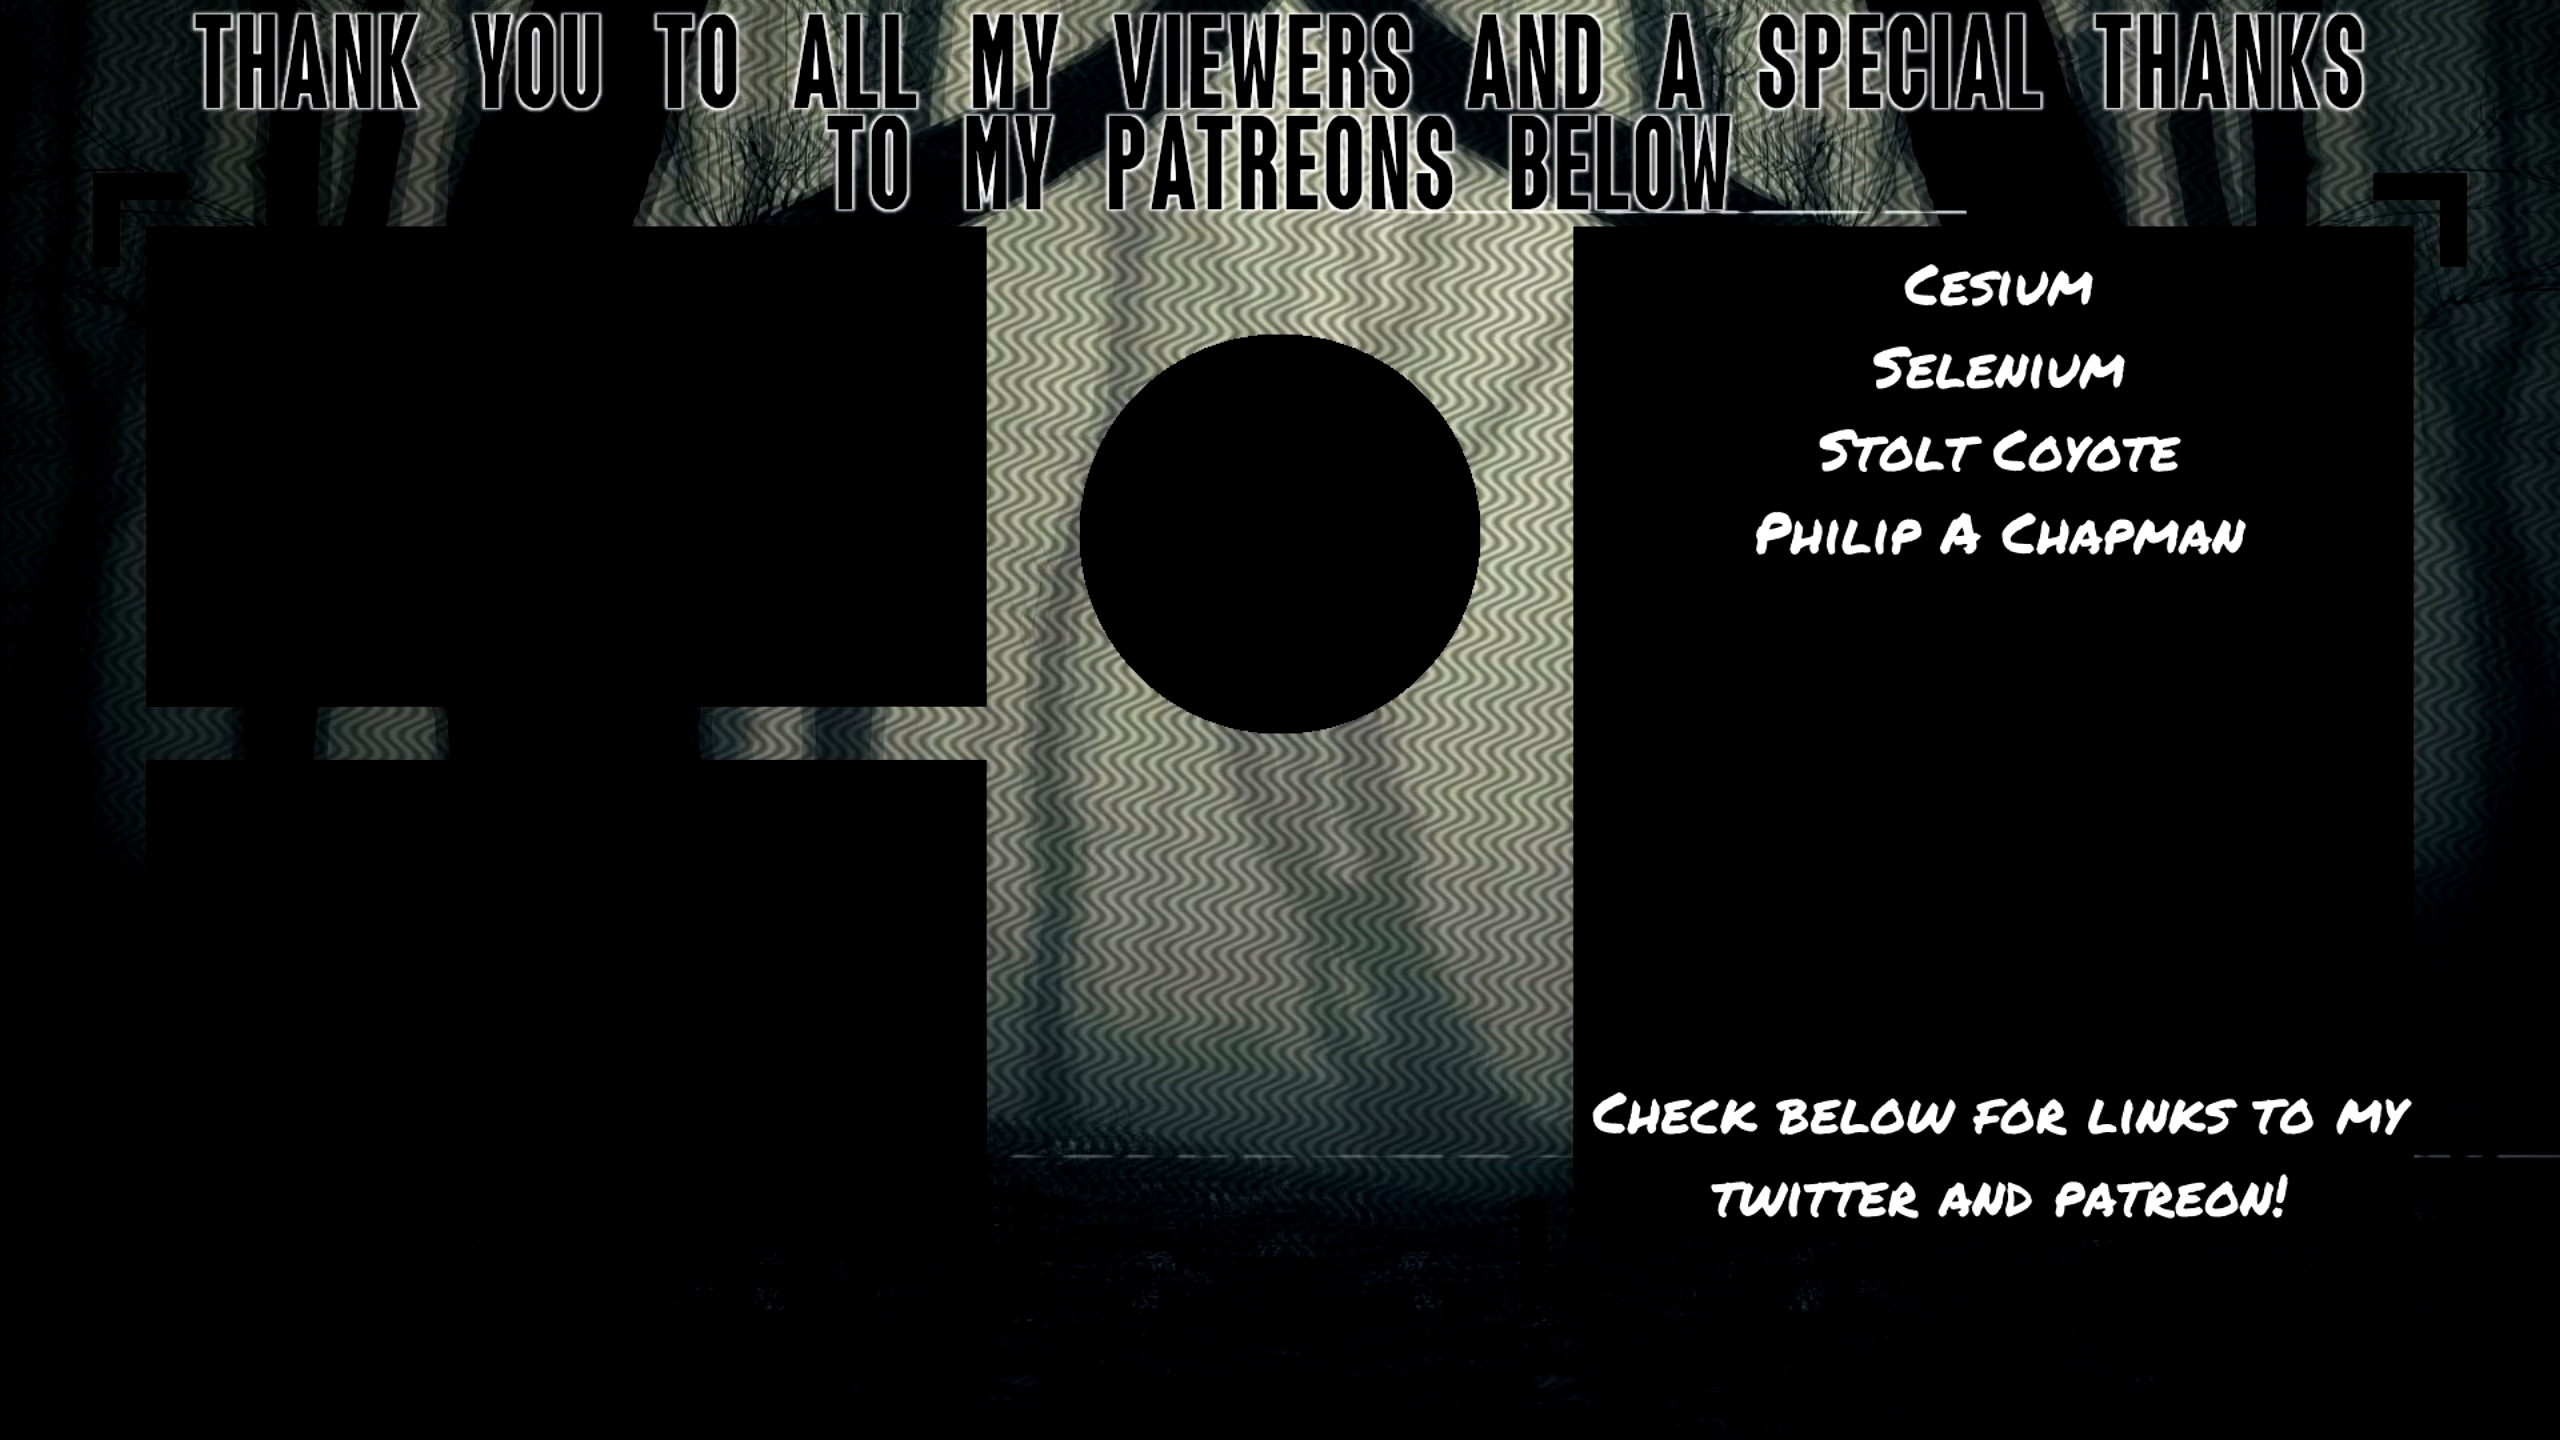 THANK YOU TO ALL MY VIEWERS AND A SPECIAL THANKS
TO MY PATREONS BELOW
CESIUM
SELENIUM
STOLT COYOTE
PHILIP A CHAPMAN
CHECK BELOW FOR LINKS TO MY
TWITTER AND PATREON!